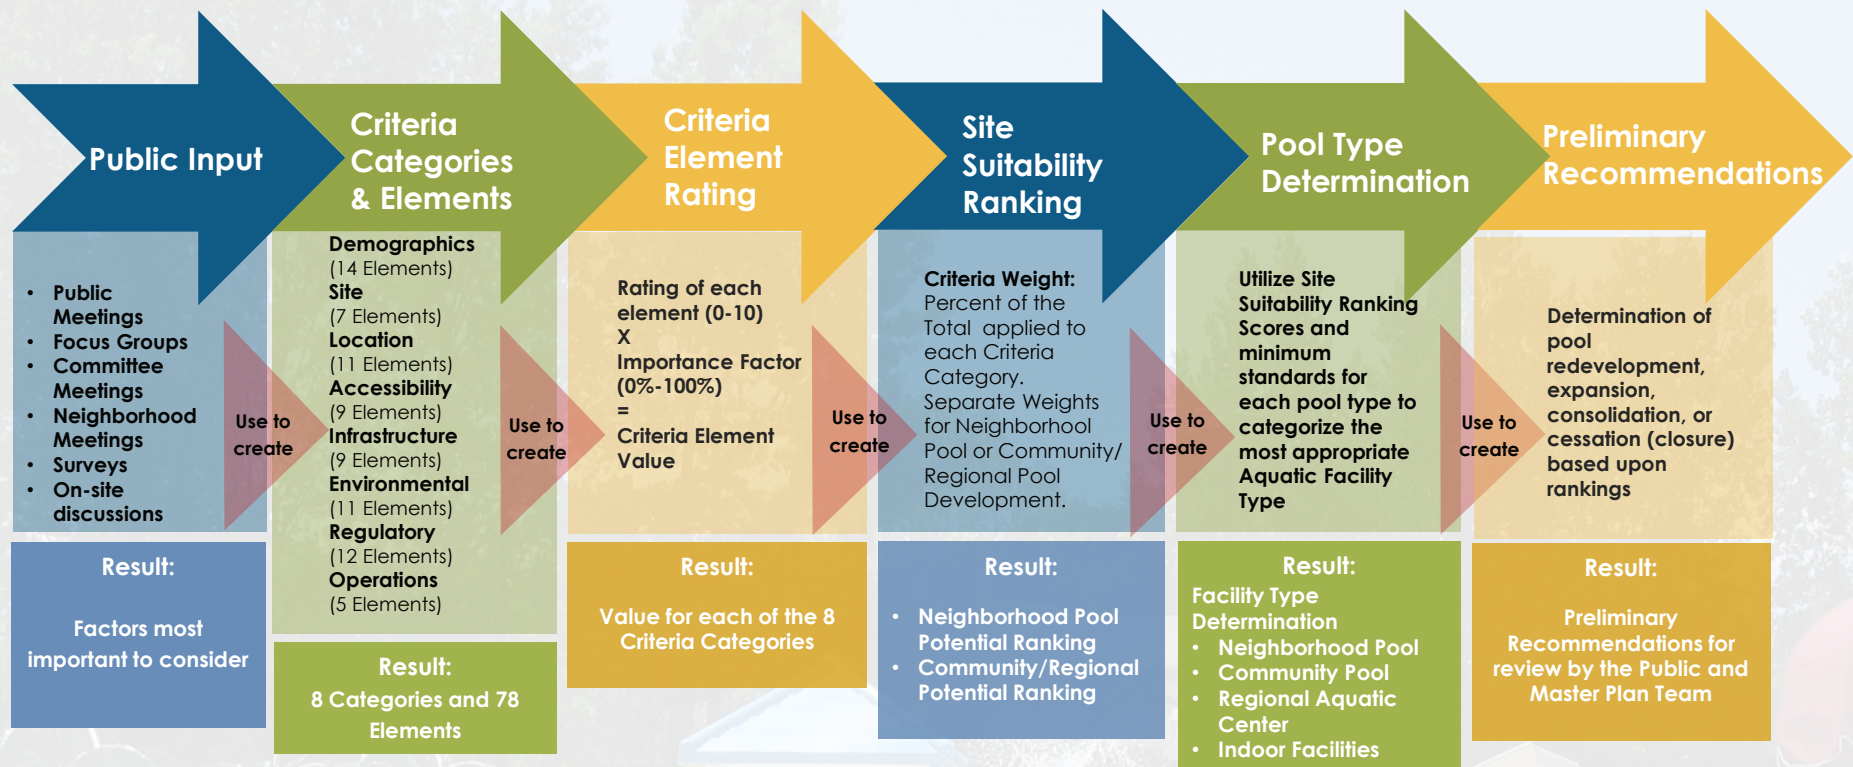 Public Input
Criteria
Categories
& Elements
Criteria
Element
Rating
Site
Suitability
Ranking
Pool Type
Determination
Preliminary
Recommendations
• Public
Meetings
• Focus Groups
• Committee
Meetings
• Neighborhood
Meetings
• Surveys
• On-site
discussions
Use to
create
Demographics
(14 Elements)
Site
(7 Elements)
Location
(11 Elements)
Accessibility
(9 Elements)
Infrastructure
(9 Elements)
Environmental
(11 Elements)
Regulatory
(12 Elements)
Operations
(5 Elements)
Use to
create
Rating of each
element (0-10)
X
Importance Factor
(0%-100%)
=
Criteria Element
Value
Use to
create
Criteria Weight:
Percent of the
Total applied to
each Criteria
Category.
Separate Weights
for Neighborhool
Pool or Community/
Regional Pool
Development.
Use to
create
Utilize Site
Suitability Ranking
Scores and
minimum
standards for
each pool type to
categorize the
most appropriate
Aquatic Facility
Type
Use to
create
Determination of
pool
redevelopment,
expansion,
consolidation, or
cessation (closure)
based upon
rankings
Result:
Factors most
important to consider
Result:
8 Categories and 78
Elements
Result:
Value for each of the 8
Criteria Categories
Result:
• Neighborhood Pool
Potential Ranking
• Community/Regional
Potential Ranking
Result:
Facility Type
Determination
• Neighborhood Pool
• Community Pool
• Regional Aquatic
Center
• Indoor Facilities
Result:
Preliminary
Recommendations for
review by the Public and
Master Plan Team